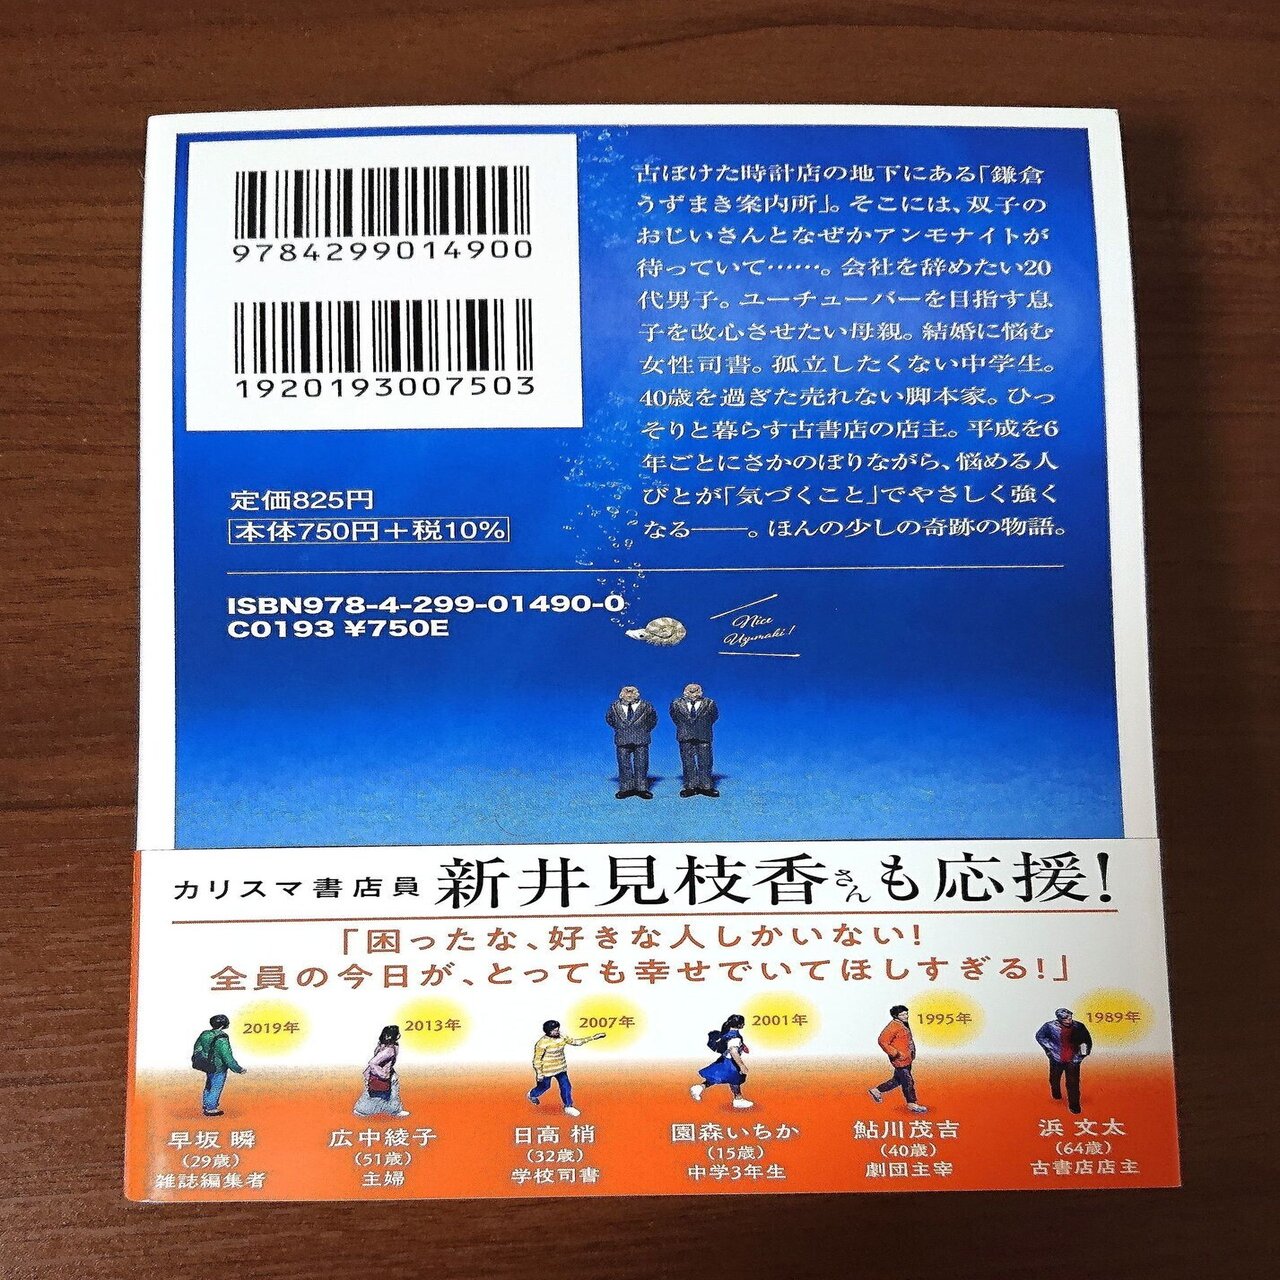 9784299014900
1920193007503
定価825円
本体750円＋税10%
ISBN978-4-299-01490-0
C0193 ¥750E
古ぼけた時計店の地下にある「鎌倉
うずまき案内所」。そこには、双子の
おじいさんとなぜかアンモナイトが
待っていて……。会社を辞めたい20
代男子。ユーチューバーを目指す息
子を改心させたい母親。結婚に悩む
女性司書。孤立したくない中学生。
40歳を過ぎた売れない脚本家。ひっ
そりと暮らす古書店の店主。平成を6
年ごとにさかのぼりながら、悩める人
びとが「気づくこと」でやさしく強く
なる――。ほんの少しの奇跡の物語。
Nice
Uzumaki!
カリスマ書店員 新井見枝香さんも応援!
「困ったな、好きな人しかいない!
全員の今日が、とっても幸せでいてほしすぎる!」
2019年
早坂 瞬
(29歳)
雑誌編集者
2013年
広中綾子
(51歳)
主婦
2007年
日高 梢
(32歳)
学校司書
2001年
園森いちか
(15歳)
中学3年生
1995年
鮎川茂吉
(40歳)
劇団主宰
1989年
浜 文太
(64歳)
古書店店主